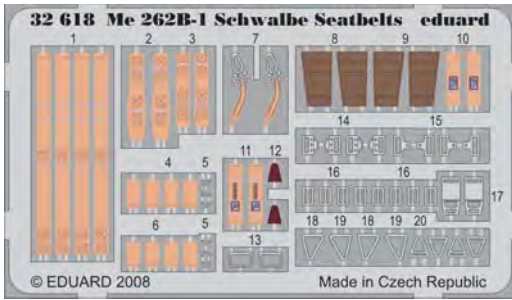 32 618 Me 262B-1 Schwalbe Seatbelts eduard
1 2 3 7 8 9 10
14 15
4 5 11 12
16 16
17
6 5 13 18 19 18 19 20
© EDUARD 2008 Made in Czech Republic